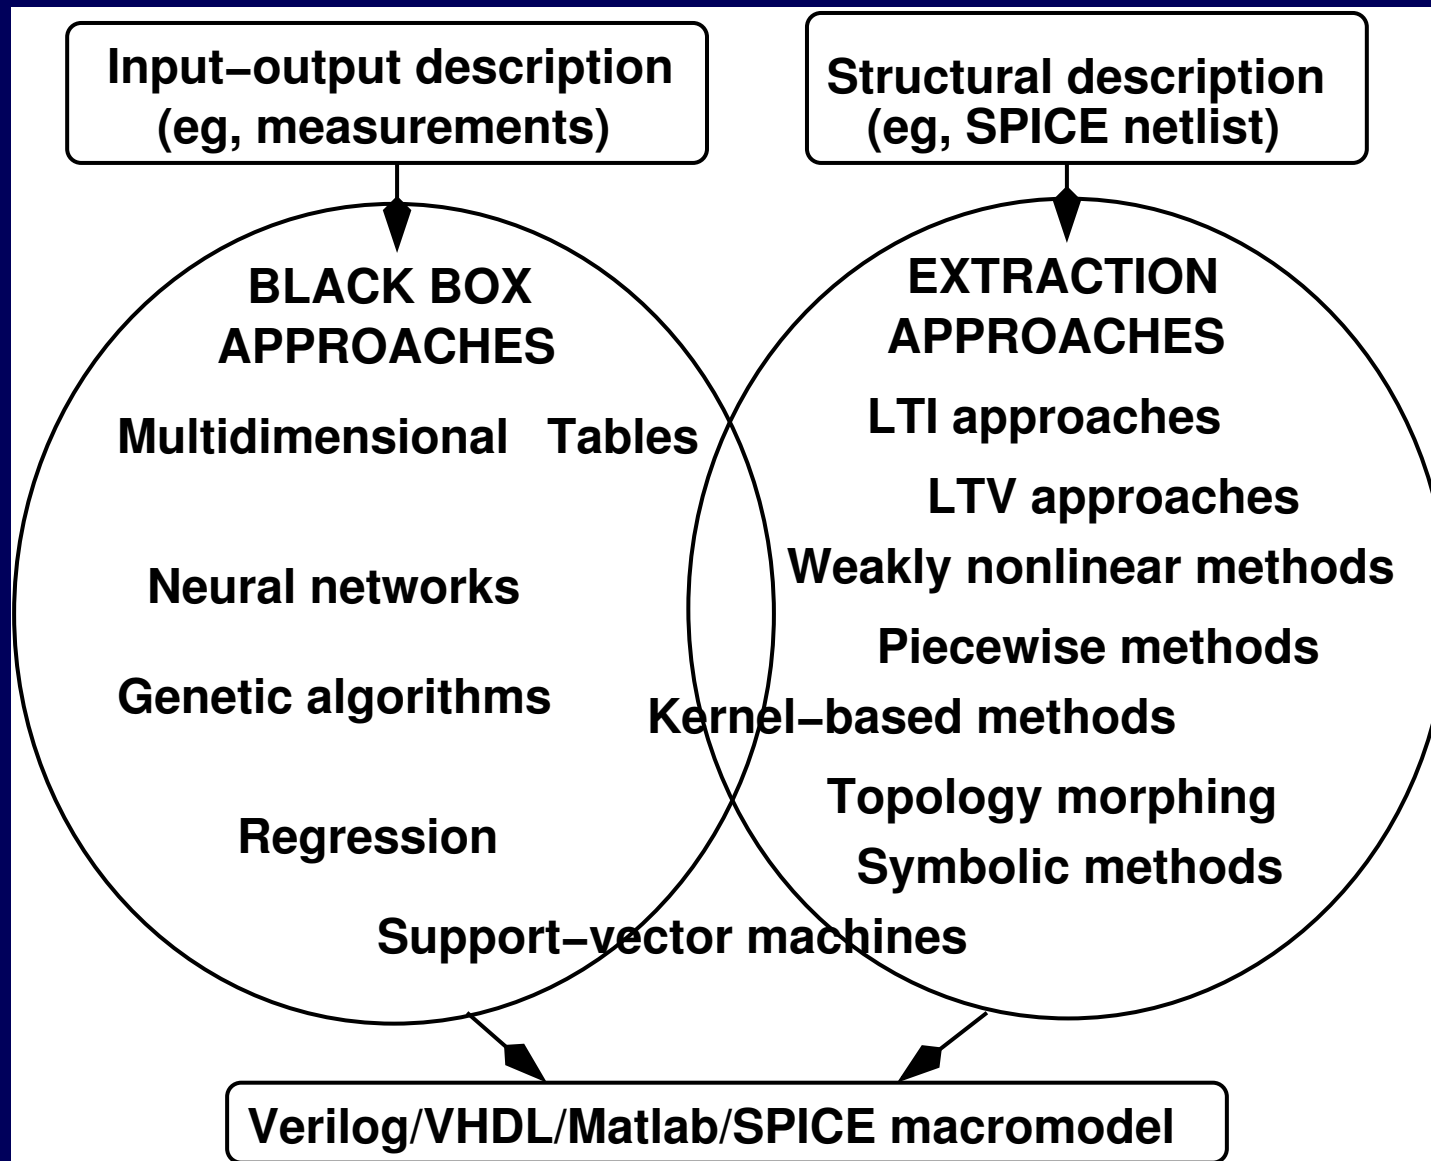 Input–output description
(eg, measurements)
Structural description
(eg, SPICE netlist)
BLACK BOX
APPROACHES
Multidimensional Tables
Neural networks
Genetic algorithms
Regression
EXTRACTION
APPROACHES
LTI approaches
LTV approaches
Weakly nonlinear methods
Piecewise methods
Kernel–based methods
Topology morphing
Symbolic methods
Support–vector machines
Verilog/VHDL/Matlab/SPICE macromodel